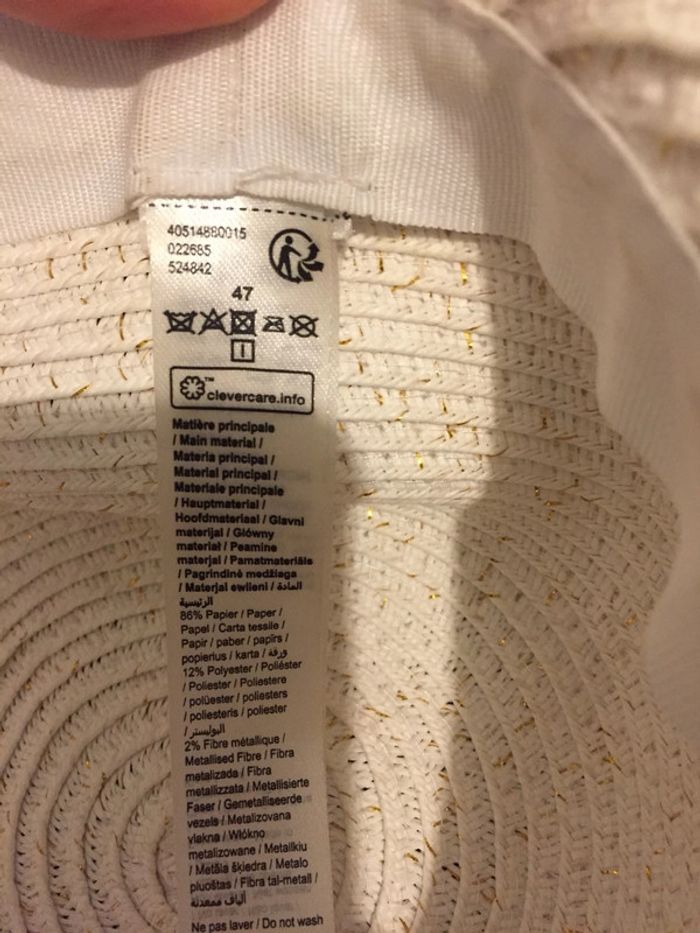 40514880015
022685
524842
47
™
clevercare.info
Matière principale
/ Main material /
Materia principal /
Material principal /
Materiale principale
/ Hauptmaterial /
Hoofdmateriaal / Glavni
materijal / Główny
materiał / Peamine
materjal / Pamatmateriāls
/ Pagrindinė medžiaga
/ Materjal ewlieni / المادة
الرئيسية
86% Papier / Paper /
Papel / Carta tessile /
Papir / paber / papīrs /
popierius / karta / ورقة
12% Polyester / Poliéster
/ Poliester / Poliestere
/ polüester / poliesters
/ poliesteris / poliester
/ البوليستر
2% Fibre métallique /
Metallised Fibre / Fibra
metalizada / Fibra
metallizzata / Metallisierte
Faser / Gemetalliseerde
vezels / Metalizovana
vlakna / Włókno
metalizowane / Metailkiu
/ Metāla šķiedra / Metalo
pluoštas / Fibra tal-metall /
ألياف معدنية
Ne pas laver / Do not wash